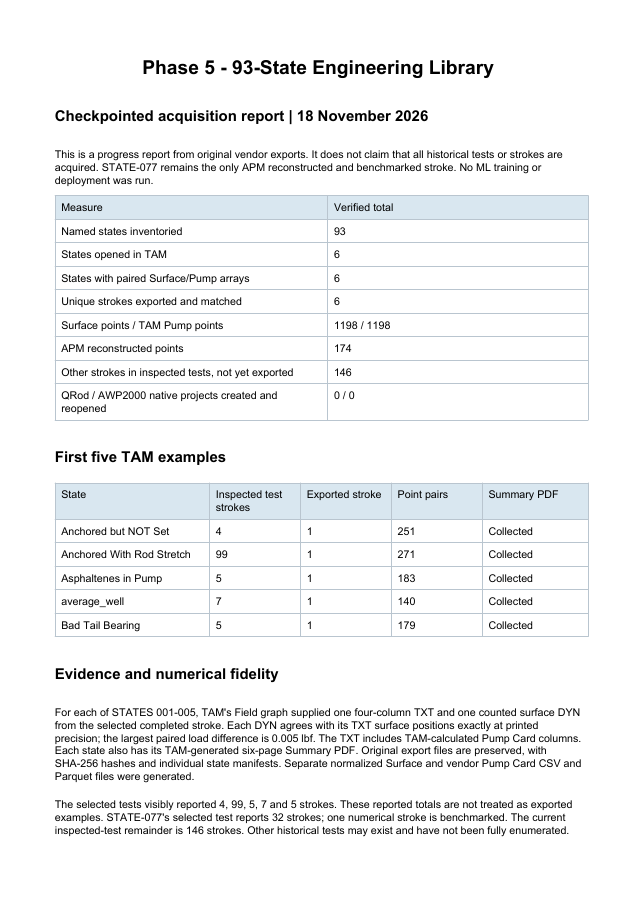 Phase 5 - 93-State Engineering Library
Checkpointed acquisition report | 18 November 2026
This is a progress report from original vendor exports. It does not claim that all historical tests or strokes are
acquired. STATE-077 remains the only APM reconstructed and benchmarked stroke. No ML training or
deployment was run.
Measure Verified total
Named states inventoried 93
States opened in TAM 6
States with paired Surface/Pump arrays 6
Unique strokes exported and matched 6
Surface points / TAM Pump points 1198 / 1198
APM reconstructed points 174
Other strokes in inspected tests, not yet exported 146
QRod / AWP2000 native projects created and
reopened 0 / 0
First five TAM examples
State Inspected test strokes Exported stroke Point pairs Summary PDF
Anchored but NOT Set 4 1 251 Collected
Anchored With Rod Stretch 99 1 271 Collected
Asphaltenes in Pump 5 1 183 Collected
average_well 7 1 140 Collected
Bad Tail Bearing 5 1 179 Collected
Evidence and numerical fidelity
For each of STATES 001-005, TAM's Field graph supplied one four-column TXT and one counted surface DYN
from the selected completed stroke. Each DYN agrees with its TXT surface positions exactly at printed
precision; the largest paired load difference is 0.005 lbf. The TXT includes TAM-calculated Pump Card columns.
Each state also has its TAM-generated six-page Summary PDF. Original export files are preserved, with
SHA-256 hashes and individual state manifests. Separate normalized Surface and vendor Pump Card CSV and
Parquet files were generated.
The selected tests visibly reported 4, 99, 5, 7 and 5 strokes. These reported totals are not treated as exported
examples. STATE-077's selected test reports 32 strokes; one numerical stroke is benchmarked. The current
inspected-test remainder is 146 strokes. Other historical tests may exist and have not been fully enumerated.